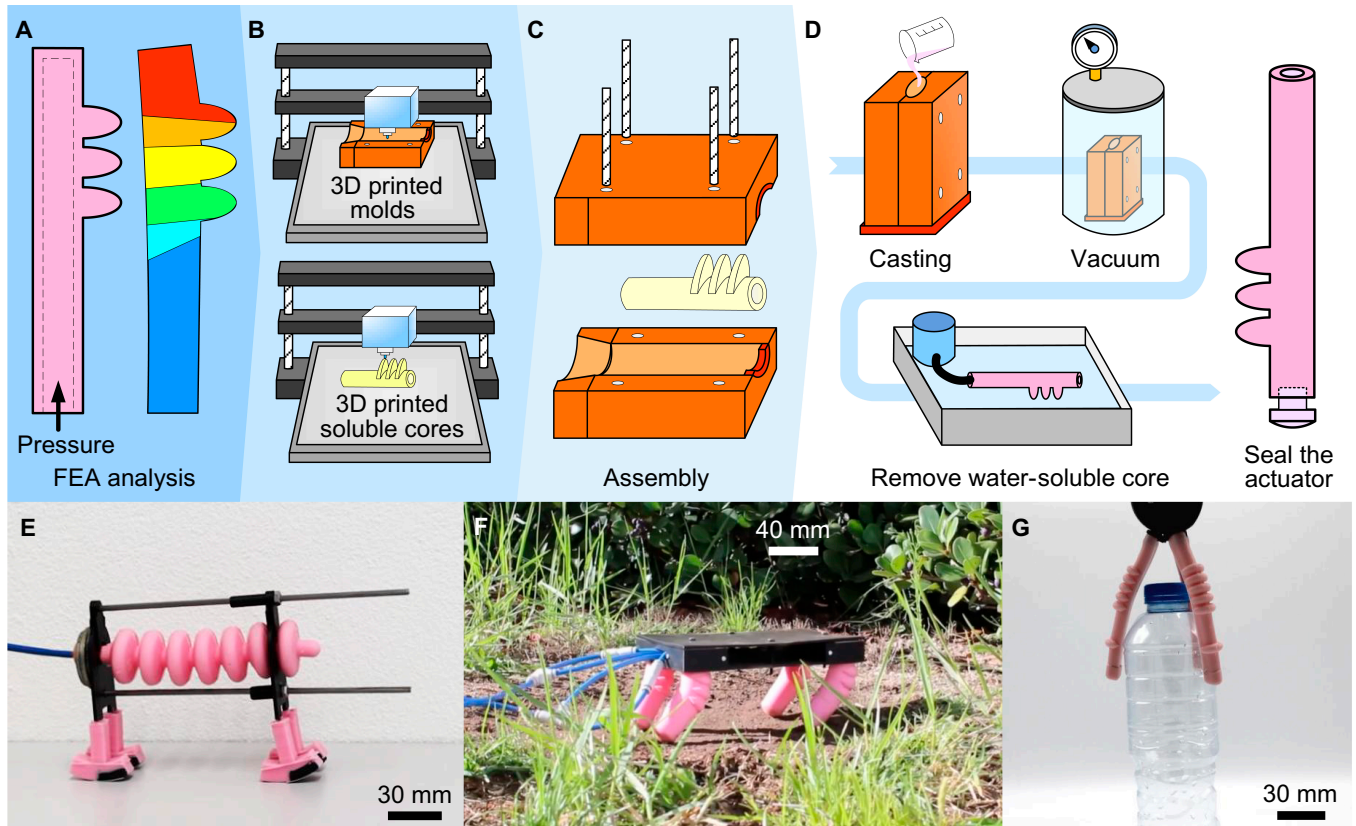 A
Pressure
FEA analysis
B
3D printed
molds
3D printed
soluble cores
C
Assembly
D
Casting
Vacuum
Remove water-soluble core
Seal the
actuator
E
30 mm
F
40 mm
G
30 mm